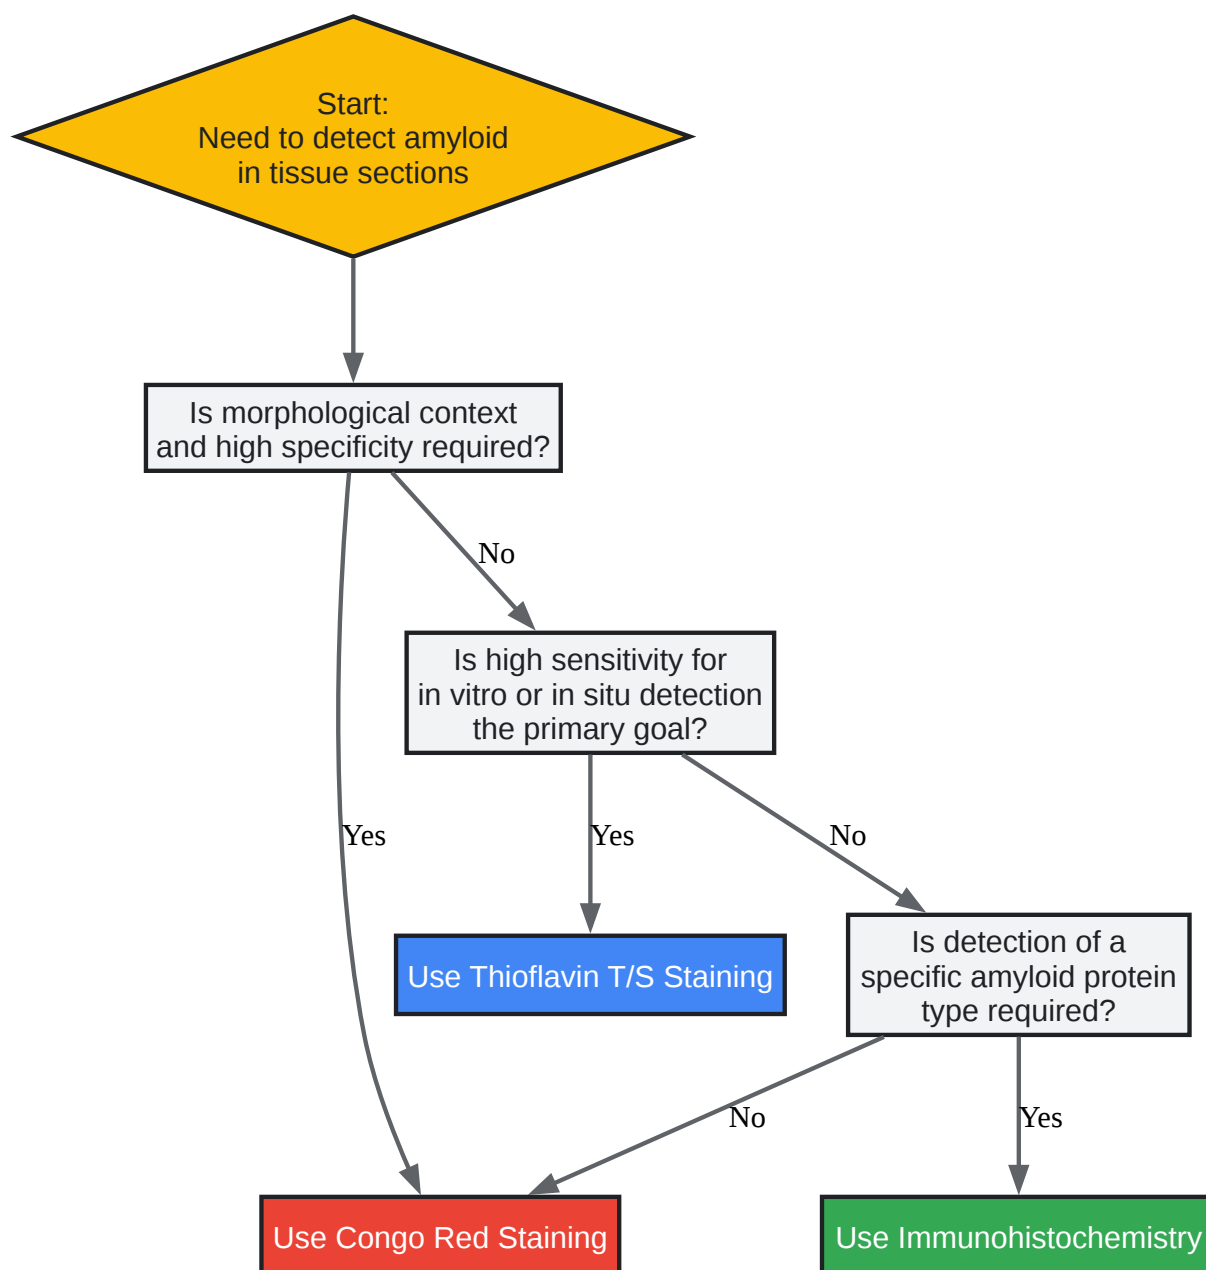 Start:
Need to detect amyloid
in tissue sections
Is morphological context
and high specificity required?
No
Is high sensitivity for
in vitro or in situ detection
the primary goal?
Yes
Yes
No
Is detection of a
specific amyloid protein
type required?
Use Thioflavin T/S Staining
No
Yes
Use Congo Red Staining
Use Immunohistochemistry